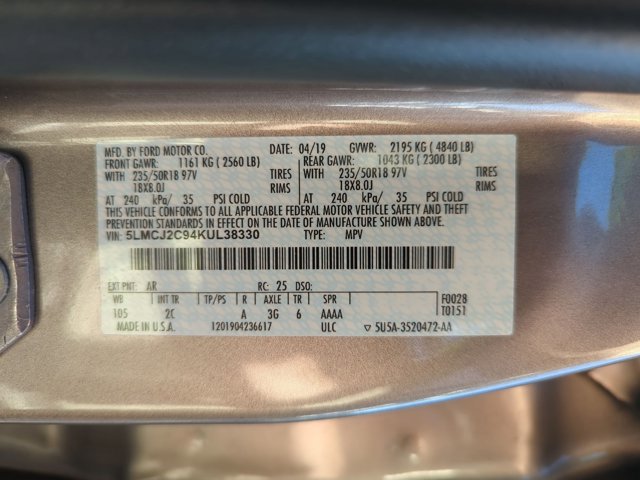 MFD. BY FORD MOTOR CO. DATE: 04/19 GVWR: 2195 KG ( 4840 LB)
FRONT GAWR: 1161 KG ( 2560 LB) REAR GAWR: 1043 KG ( 2300 LB)
WITH 235/50R18 97V TIRES WITH 235/50R18 97V TIRES
18X8.0J RIMS 18X8.0J RIMS
AT 240 kPa/ 35 PSI COLD AT 240 kPa/ 35 PSI COLD
THIS VEHICLE CONFORMS TO ALL APPLICABLE FEDERAL MOTOR VEHICLE SAFETY AND THEFT
PREVENTION STANDARDS IN EFFECT ON THE DATE OF MANUFACTURE SHOWN ABOVE.
VIN: 5LMCJ2C94KUL38330 TYPE: MPV
EXT PNT: AR RC: 25 DSO: F0028
WB INT TR TP/PS R AXLE TR SPR T0151
105 2C A 3G 6 AAAA
MADE IN U.S.A. 1201904236617 ULC 5U5A-3520472-AA